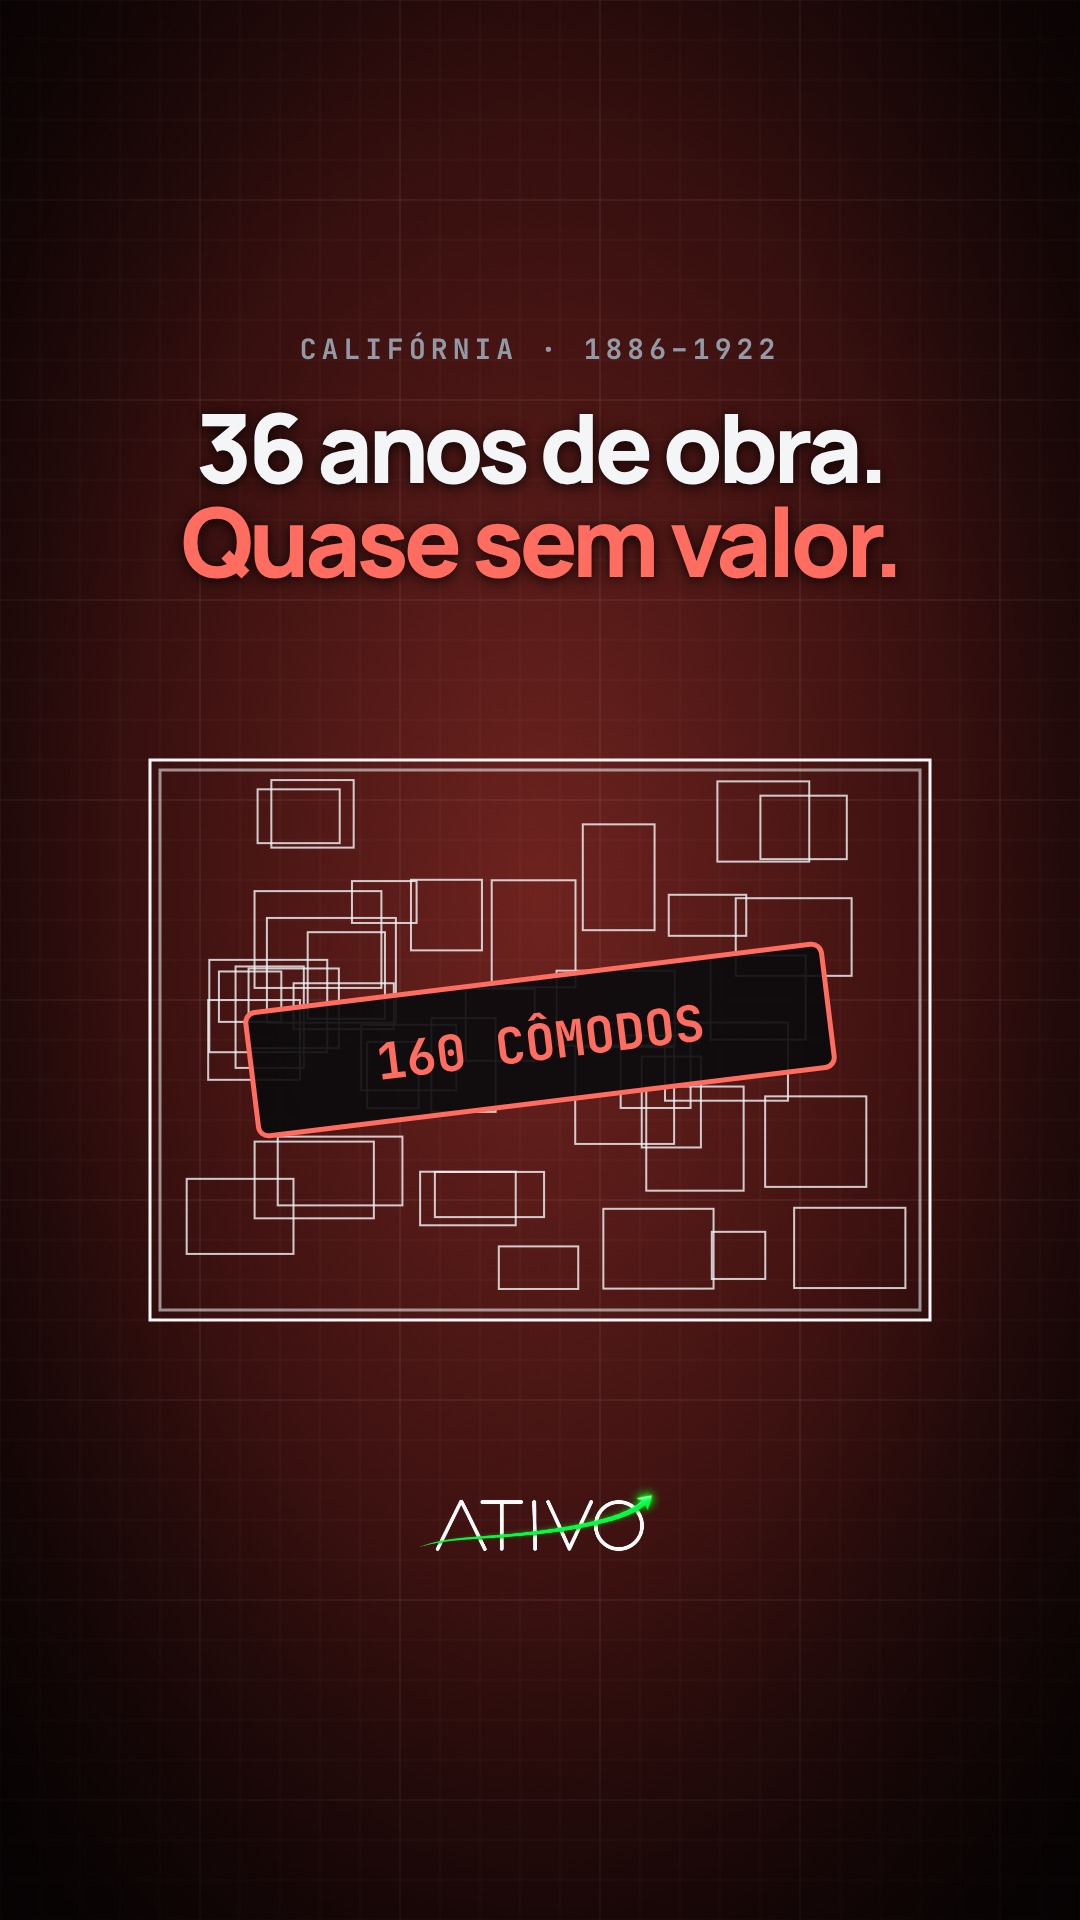 CALIFÓRNIA · 1886–1922
36 anos de obra.
Quase sem valor.
160 CÔMODOS
ATIVO